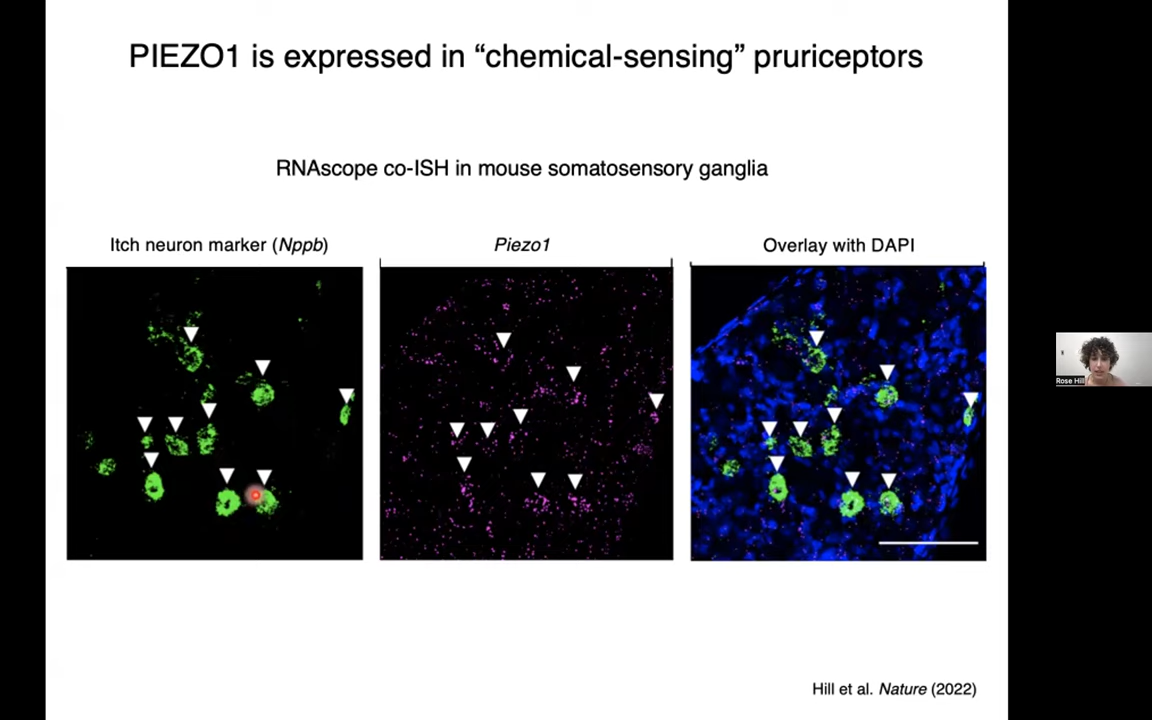 PIEZO1 is expressed in “chemical-sensing” pruriceptors
RNAscope co-ISH in mouse somatosensory ganglia
Itch neuron marker (Nppb)
Piezo1
Overlay with DAPI
Rose Hill
Hill et al. Nature (2022)